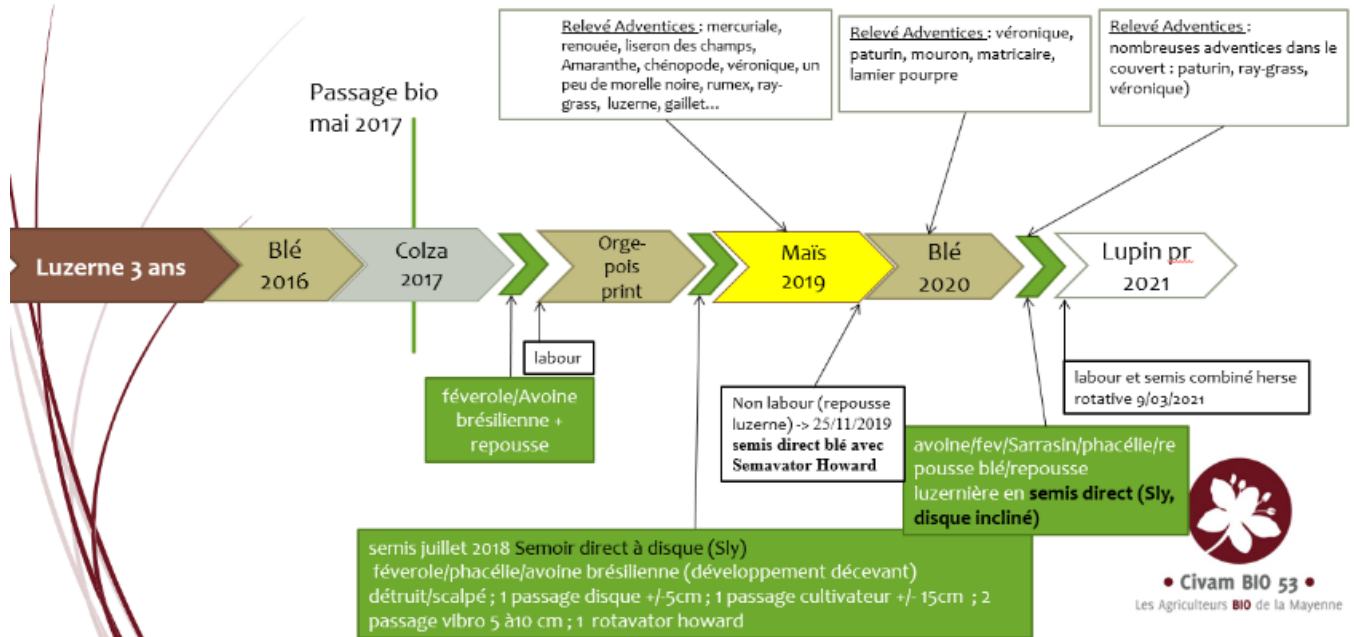 Relevé Adventices : mercuriale,
renouée, liseron des champs,
Amaranthe, chénopode, véronique, un
peu de morelle noire, rumex, ray-
grass, luzerne, gaillet...
Relevé Adventices : véronique,
paturin, mouron, matricaire,
lamier pourpre
Relevé Adventices :
nombreuses adventices dans le
couvert : paturin, ray-grass,
véronique)
Passage bio
mai 2017
Luzerne 3 ans
Blé
2016
Colza
2017
Orge-
pois
print
Maïs
2019
Blé
2020
Lupin pr
2021
labour
féverole/Avoine
brésilienne +
repousse
Non labour (repousse
luzerne) -> 25/11/2019
semis direct blé avec
Semavator Howard
labour et semis combiné herse
rotative 9/03/2021
avoine/fev/Sarrasin/phacélie/re
pousse blé/repousse
luzernière en semis direct (Sly,
disque incliné)
semis juillet 2018 Semoir direct à disque (Sly)
féverole/phacélie/avoine brésilienne (développement décevant)
détruit/scalpé ; 1 passage disque +/-5cm ; 1 passage cultivateur +/- 15cm ; 2
passage vibro 5 à10 cm ; 1 rotavator howard
• Civam BIO 53 •
Les Agriculteurs BIO de la Mayenne